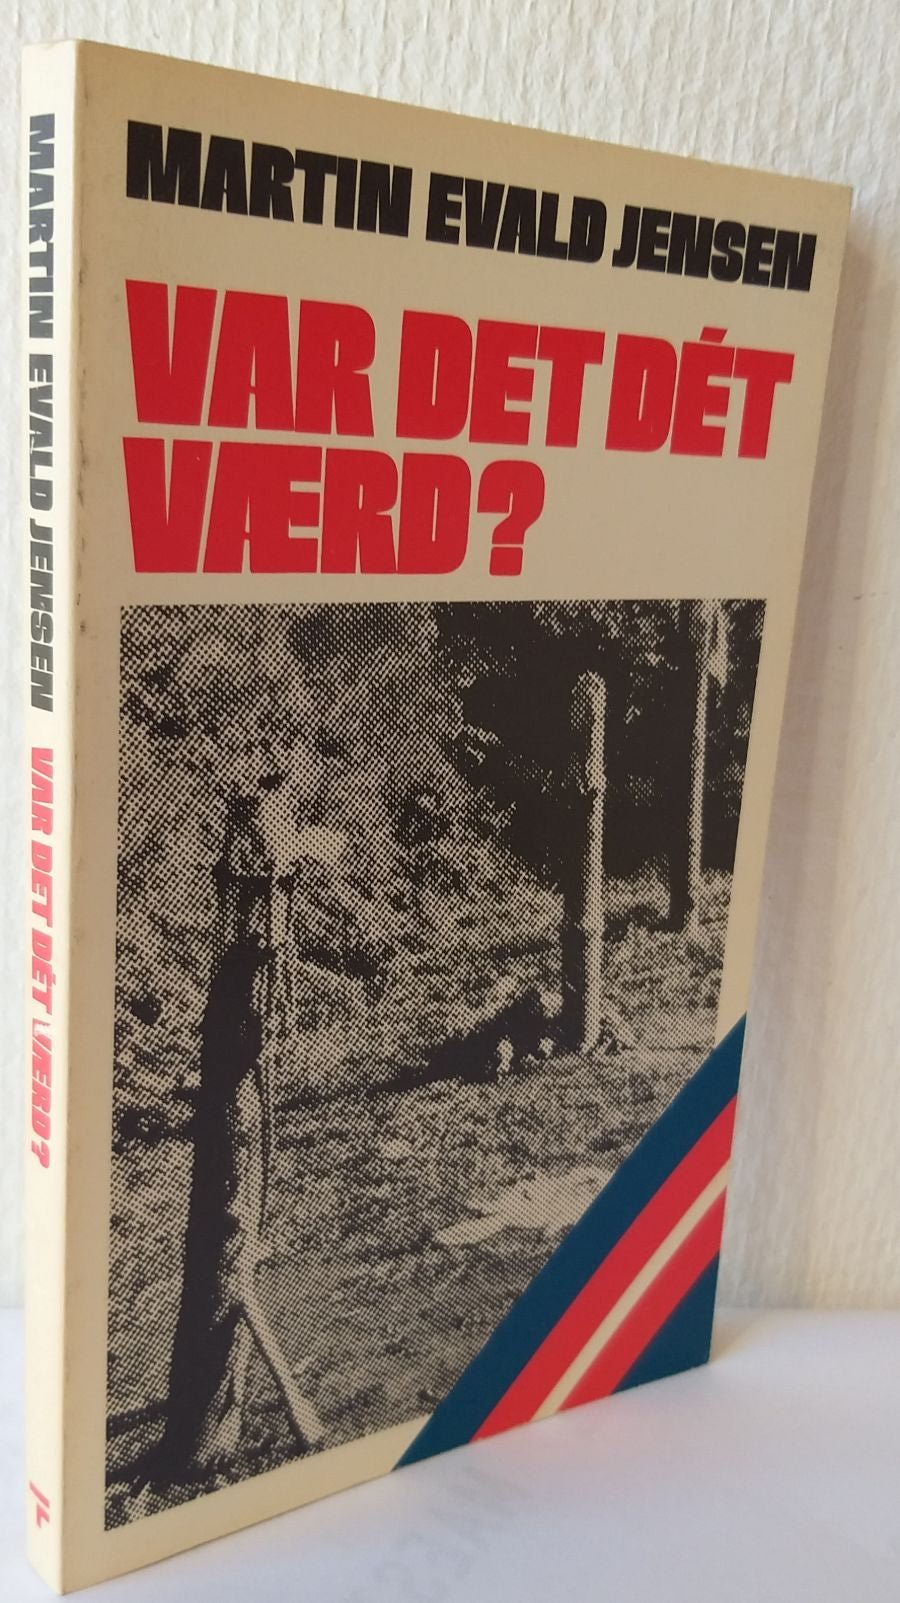 MARTIN EVALD JENSEN
VAR DET DÉT
VÆRD?
MARTIN EVALD JENSEN VAR DET DÉT VÆRD?